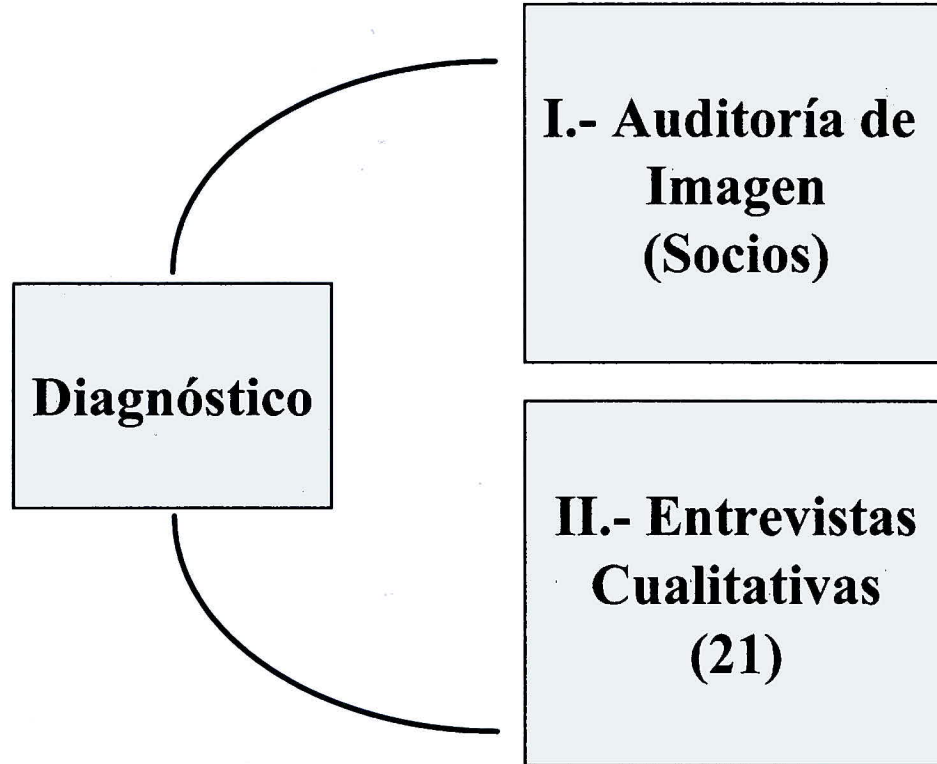 Diagnóstico
I.- Auditoría de
Imagen
(Socios)
II.- Entrevistas
Cualitativas
(21)